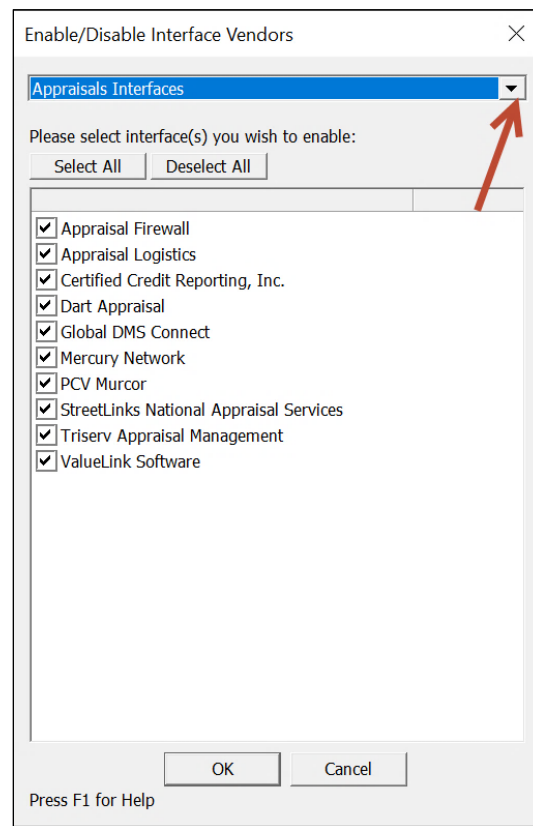 Enable/Disable Interface Vendors
Appraisals Interfaces
Please select interface(s) you wish to enable:
Select All Deselect All
Appraisal Firewall
Appraisal Logistics
Certified Credit Reporting, Inc.
Dart Appraisal
Global DMS Connect
Mercury Network
PCV Murcor
StreetLinks National Appraisal Services
Triserv Appraisal Management
ValueLink Software
OK Cancel
Press F1 for Help